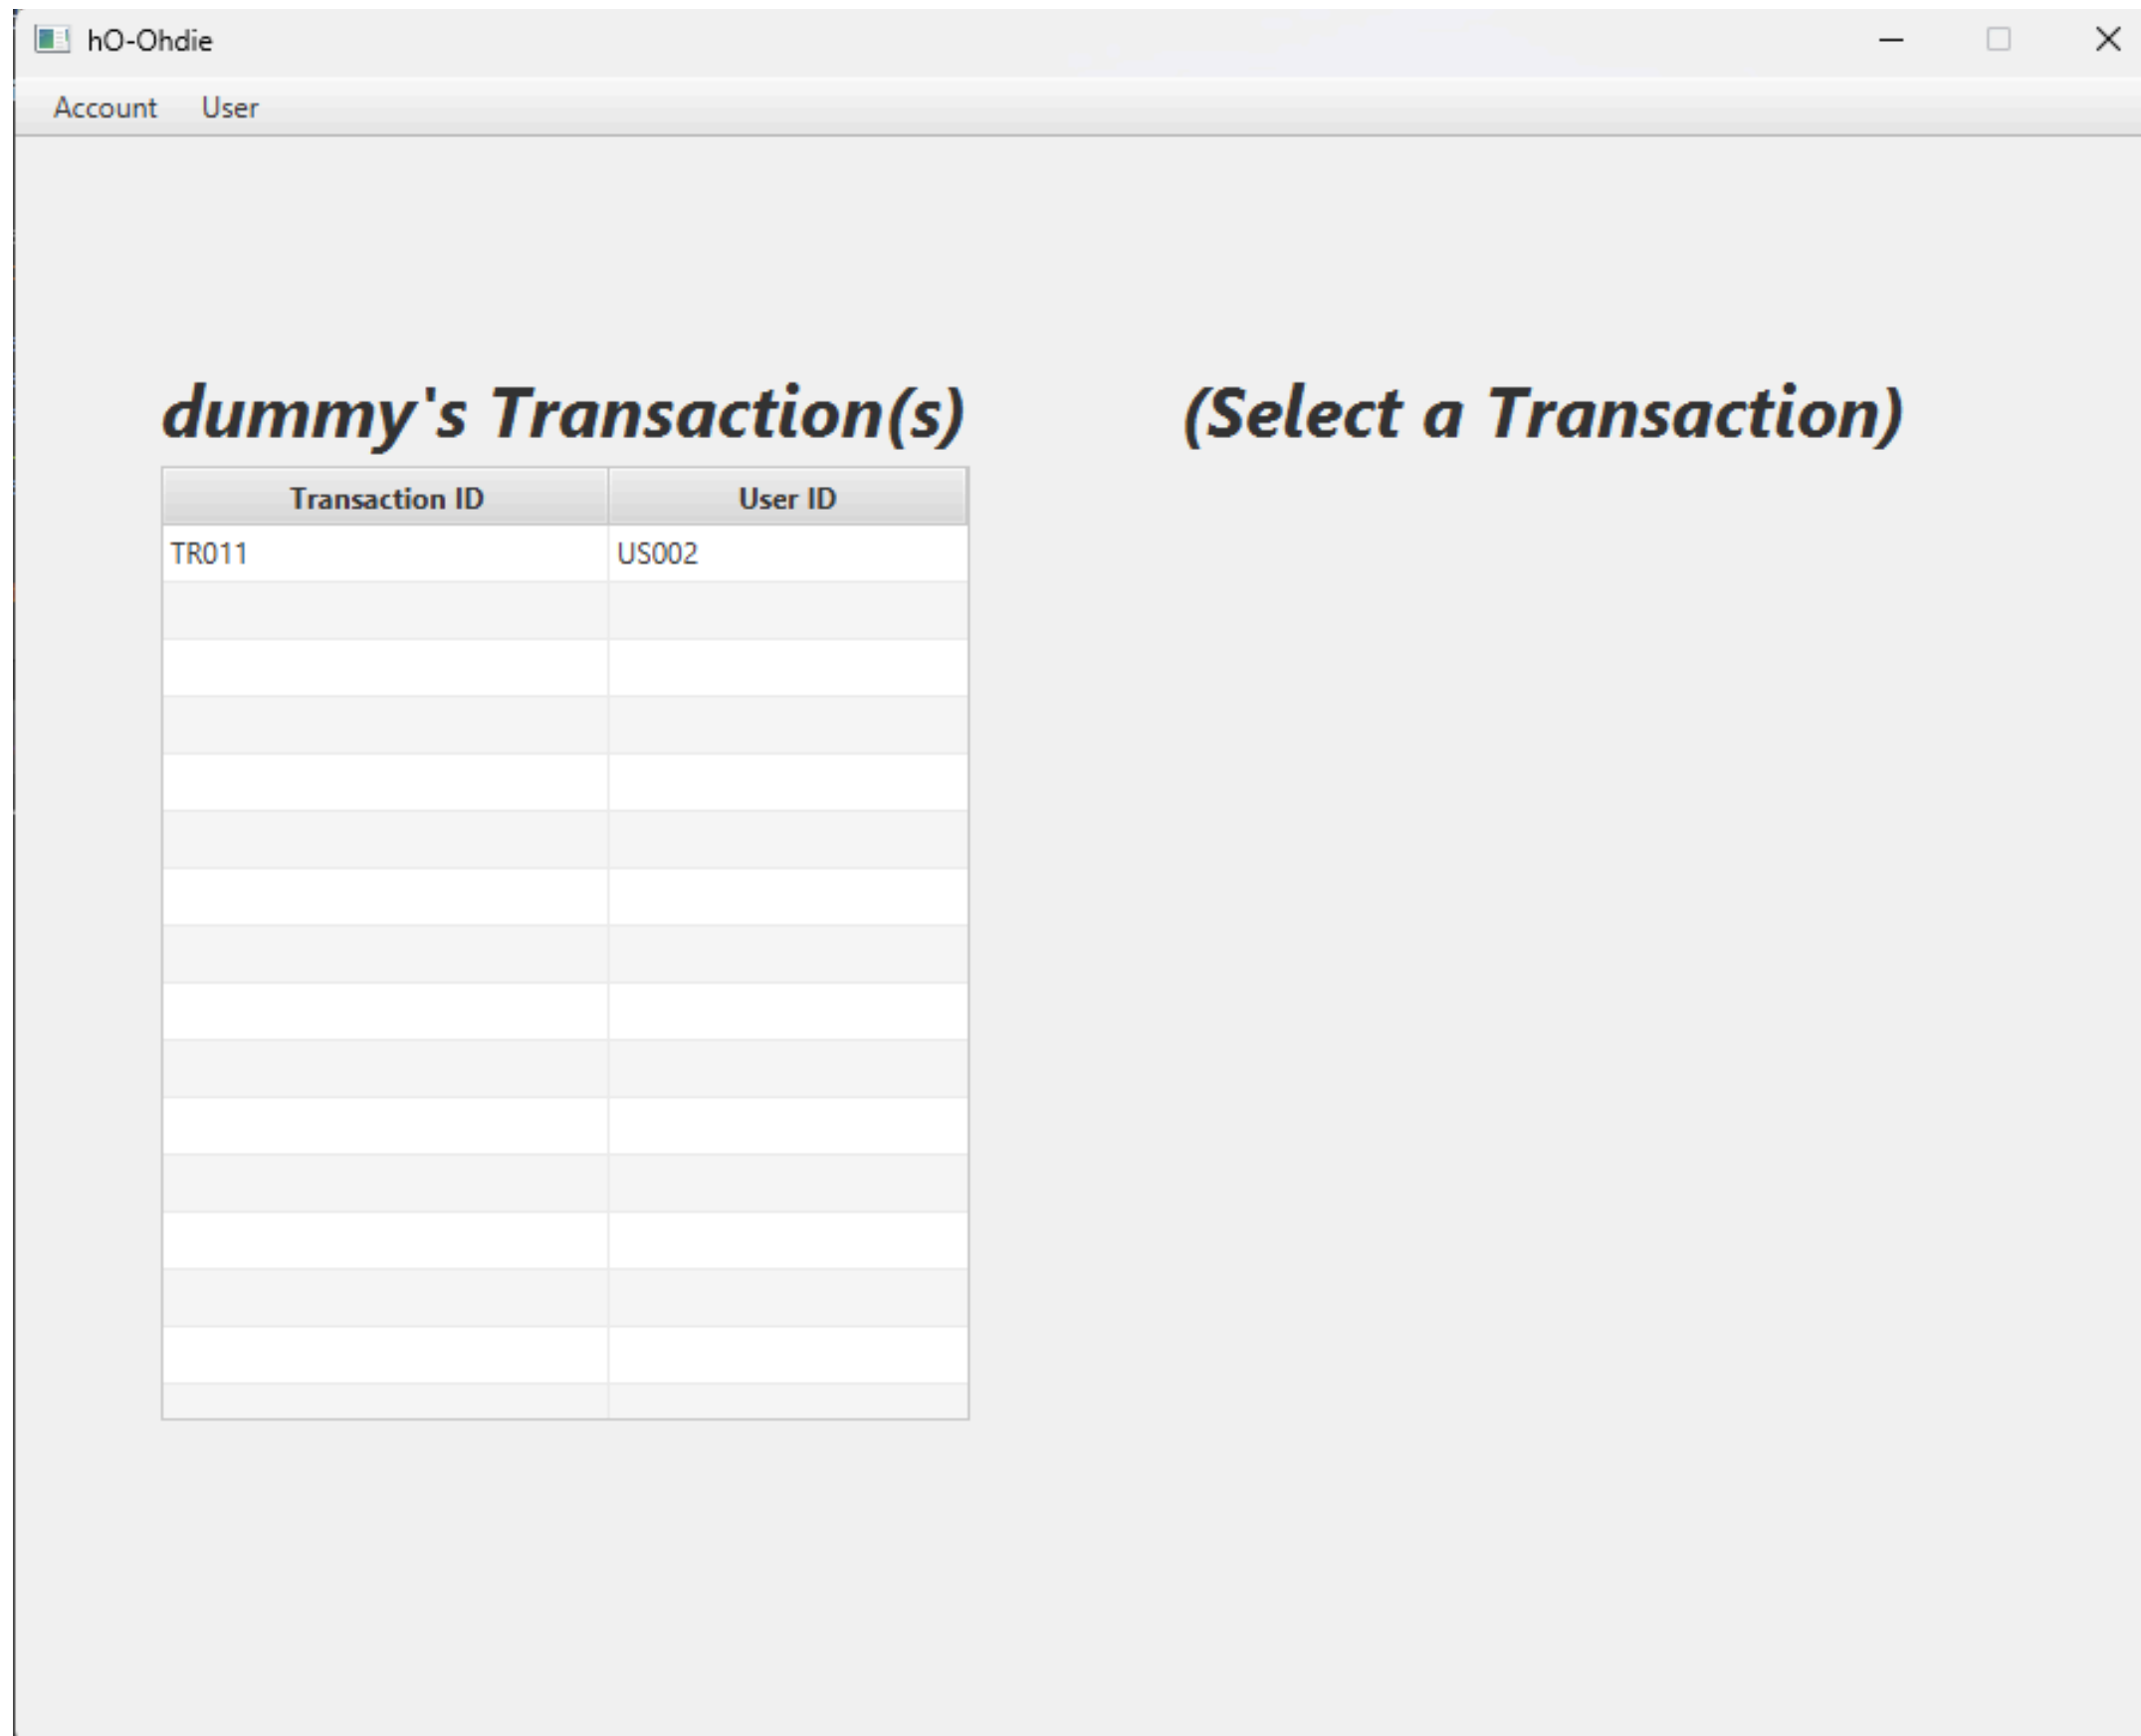 hO-Ohdie
Account User
dummy's Transaction(s)
(Select a Transaction)
Transaction ID User ID
TR011 US002